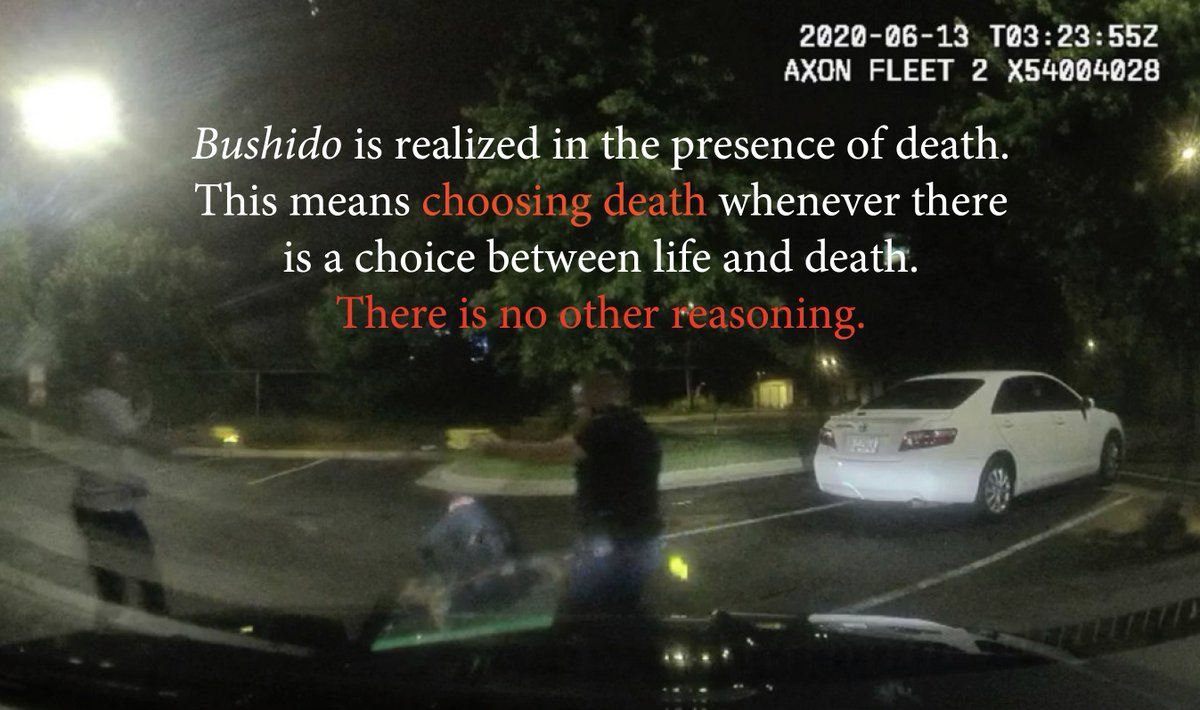 2020-06-13 T03:23:55Z
AXON FLEET 2 X54004028
Bushido is realized in the presence of death.
This means choosing death whenever there
is a choice between life and death.
There is no other reasoning.